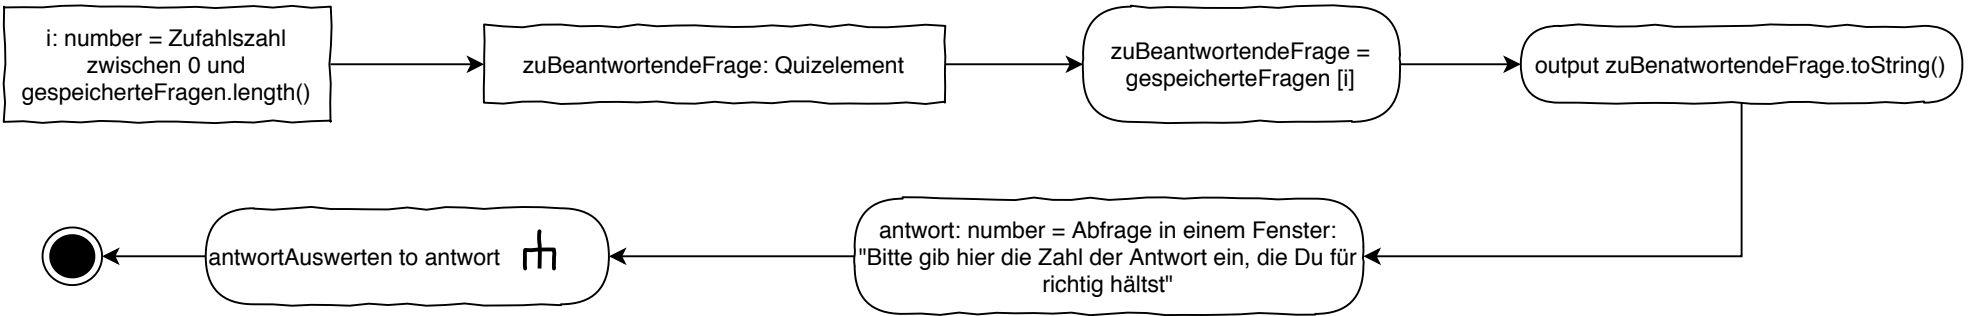 i: number = Zufahlszahl
zwischen 0 und
gespeicherteFragen.length()
zuBeantwortendeFrage: Quizelement
zuBeantwortendeFrage =
gespeicherteFragen [i]
output zuBenatwortendeFrage.toString()
antwort: number = Abfrage in einem Fenster:
"Bitte gib hier die Zahl der Antwort ein, die Du für
richtig hältst"
antwortAuswerten to antwort